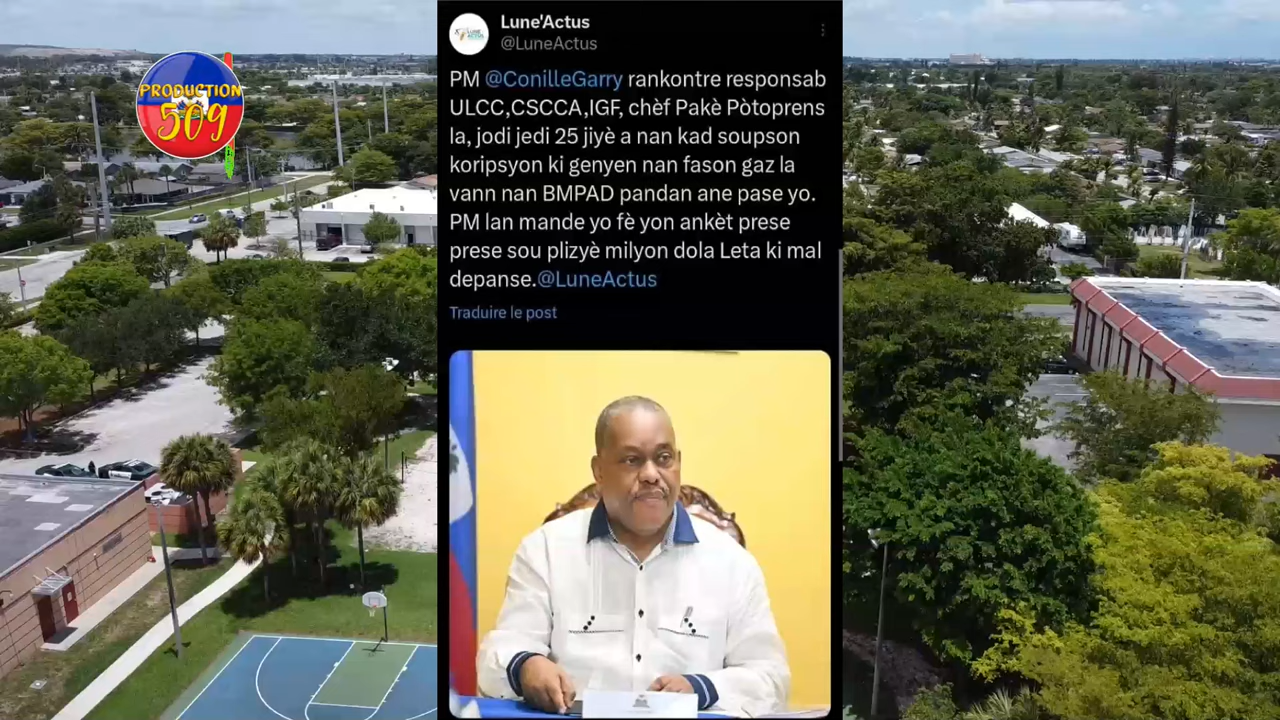 PRODUCTION
509
Lune'Actus
@LuneActus
PM @ConilleGarry rankontre responsab
ULCC,CSCCA,IGF, chèf Pakè Pòtoprens
la, jodi jedi 25 jiyè a nan kad soupson
koripsyon ki genyen nan fason gaz la
vann nan BMPAD pandan ane pase yo.
PM lan mande yo fè yon ankèt prese
prese sou plizyè milyon dola Leta ki mal
depanse.@LuneActus
Traduire le post